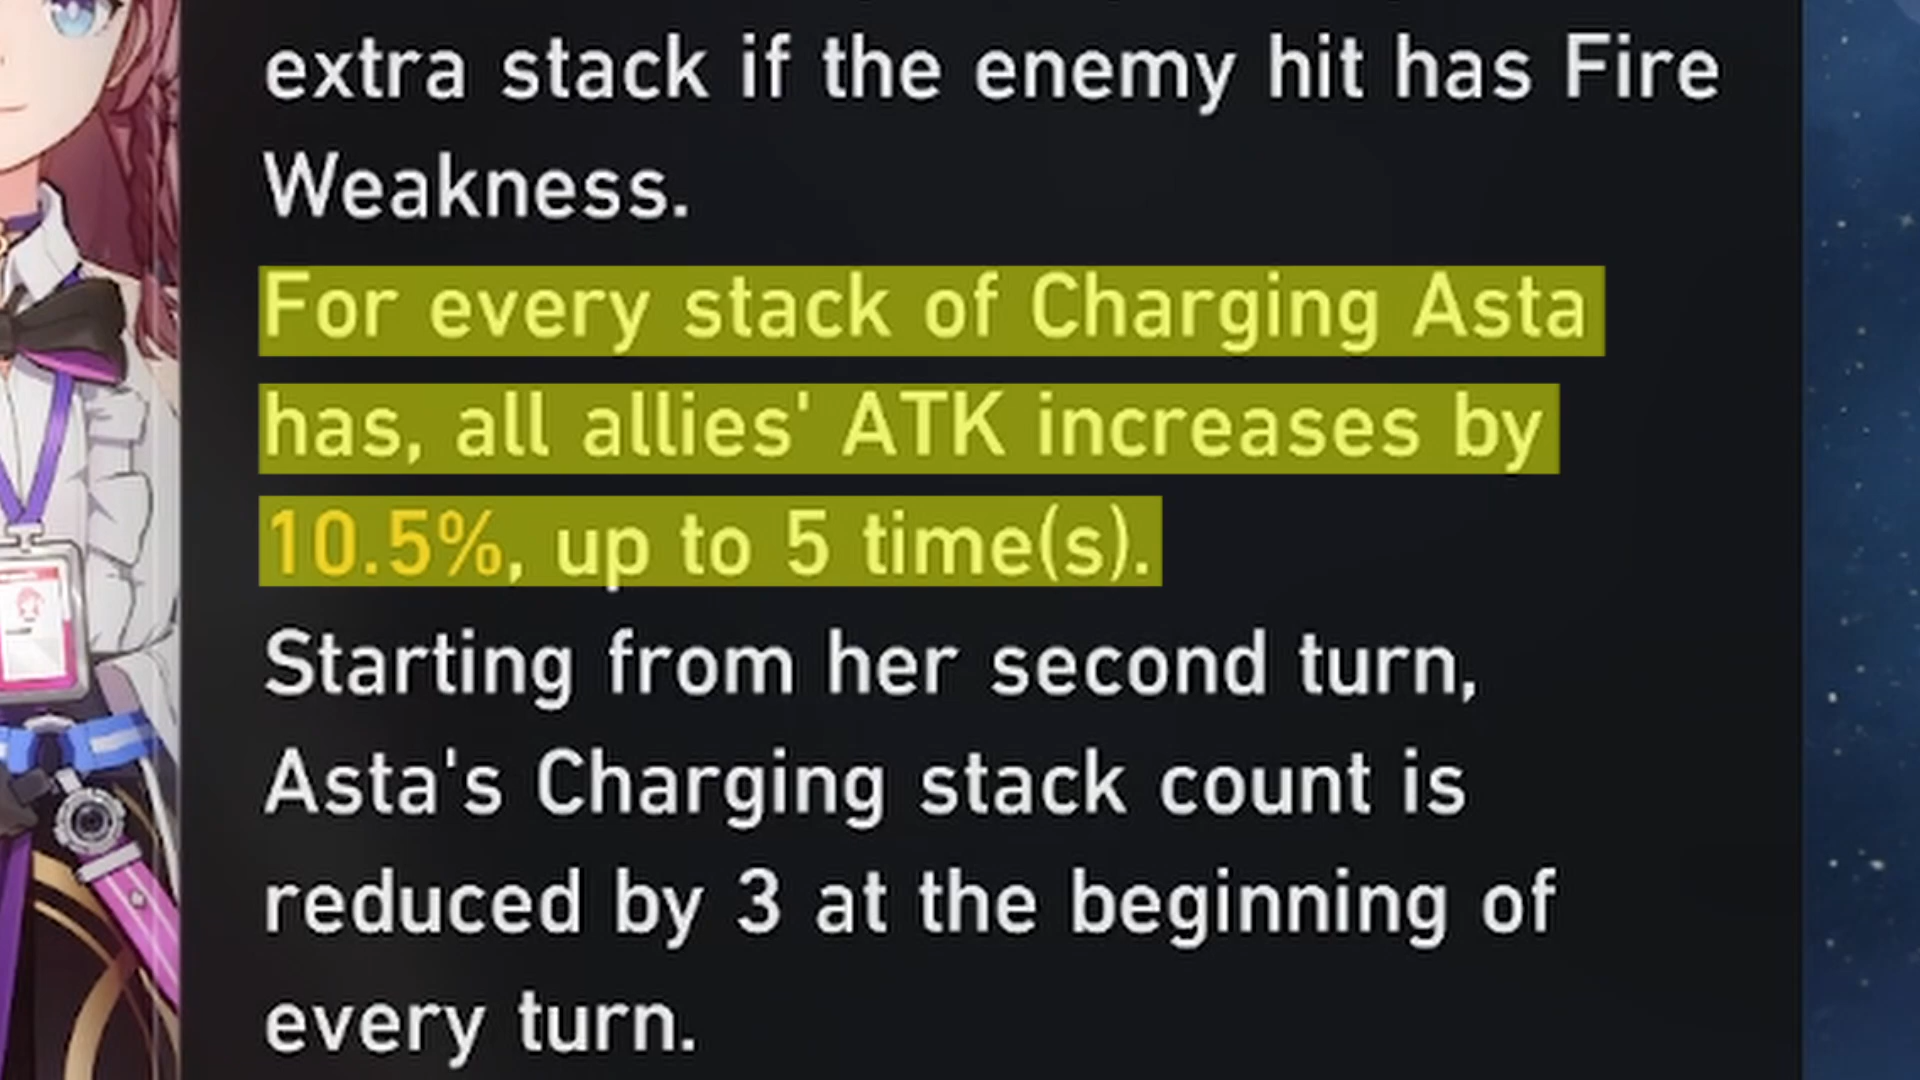 extra stack if the enemy hit has Fire
Weakness.
For every stack of Charging Asta
has, all allies' ATK increases by
10.5%, up to 5 time(s).
Starting from her second turn,
Asta's Charging stack count is
reduced by 3 at the beginning of
every turn.